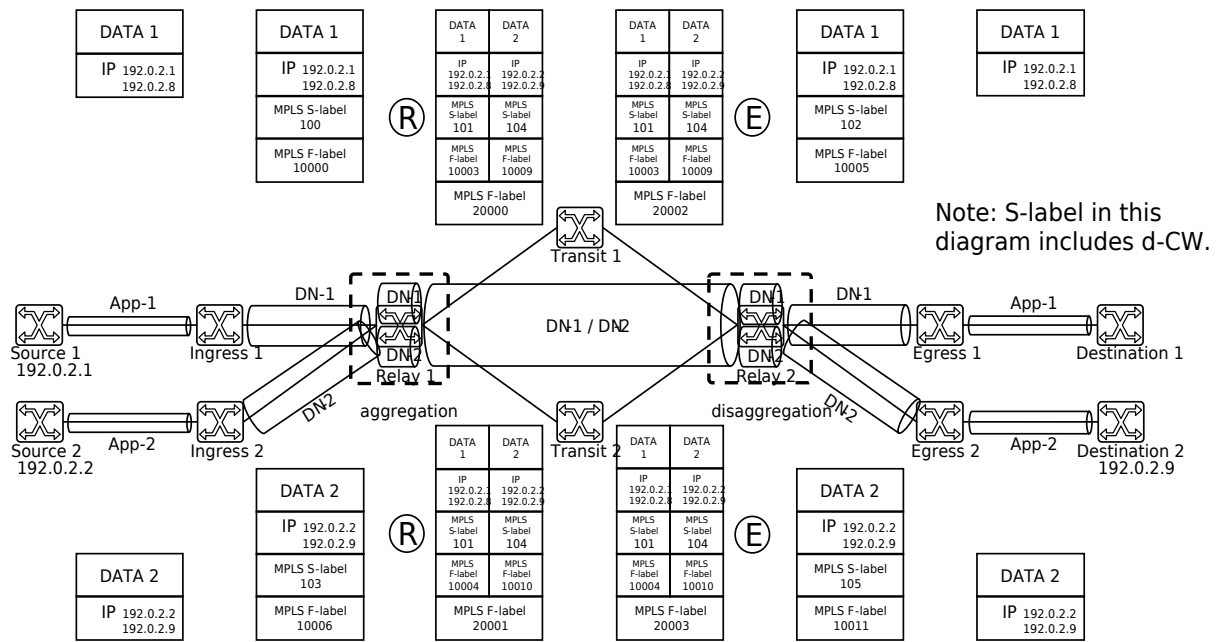 DATA 1
IP 192.0.2.1
192.0.2.8
DATA 1
IP 192.0.2.1
192.0.2.8
MPLS S-label
100
MPLS F-label
10000
R
DATA
1
DATA
2
IP
192.0.2.1
192.0.2.8
IP
192.0.2.2
192.0.2.9
MPLS
S-label
101
MPLS
S-label
104
MPLS
F-label
10003
MPLS
F-label
10009
MPLS F-label
20000
DATA
1
DATA
2
IP
192.0.2.1
192.0.2.8
IP
192.0.2.2
192.0.2.9
MPLS
S-label
101
MPLS
S-label
104
MPLS
F-label
10003
MPLS
F-label
10009
MPLS F-label
20002
E
DATA 1
IP 192.0.2.1
192.0.2.8
MPLS S-label
102
MPLS F-label
10005
DATA 1
IP 192.0.2.1
192.0.2.8
Note: S-label in this
diagram includes d-CW.
Transit 1
App-1
DN-1
DN-1
DN-1 / DN-2
DN-1
DN-1
App-1
Source 1
192.0.2.1
Ingress 1
DN-2
Relay 1
DN-2
Relay 2
Egress 1
Destination 1
DN-2
aggregation
disaggregation
DN-2
App-2
App-2
Source 2
192.0.2.2
Ingress 2
Transit 2
Egress 2
Destination 2
192.0.2.9
DATA 2
IP 192.0.2.2
192.0.2.9
DATA 2
IP 192.0.2.2
192.0.2.9
MPLS S-label
103
MPLS F-label
10006
R
DATA
1
DATA
2
IP
192.0.2.1
192.0.2.8
IP
192.0.2.2
192.0.2.9
MPLS
S-label
101
MPLS
S-label
104
MPLS
F-label
10004
MPLS
F-label
10010
MPLS F-label
20001
DATA
1
DATA
2
IP
192.0.2.1
192.0.2.8
IP
192.0.2.2
192.0.2.9
MPLS
S-label
101
MPLS
S-label
104
MPLS
F-label
10004
MPLS
F-label
10010
MPLS F-label
20003
E
DATA 2
IP 192.0.2.2
192.0.2.9
MPLS S-label
105
MPLS F-label
10011
DATA 2
IP 192.0.2.2
192.0.2.9